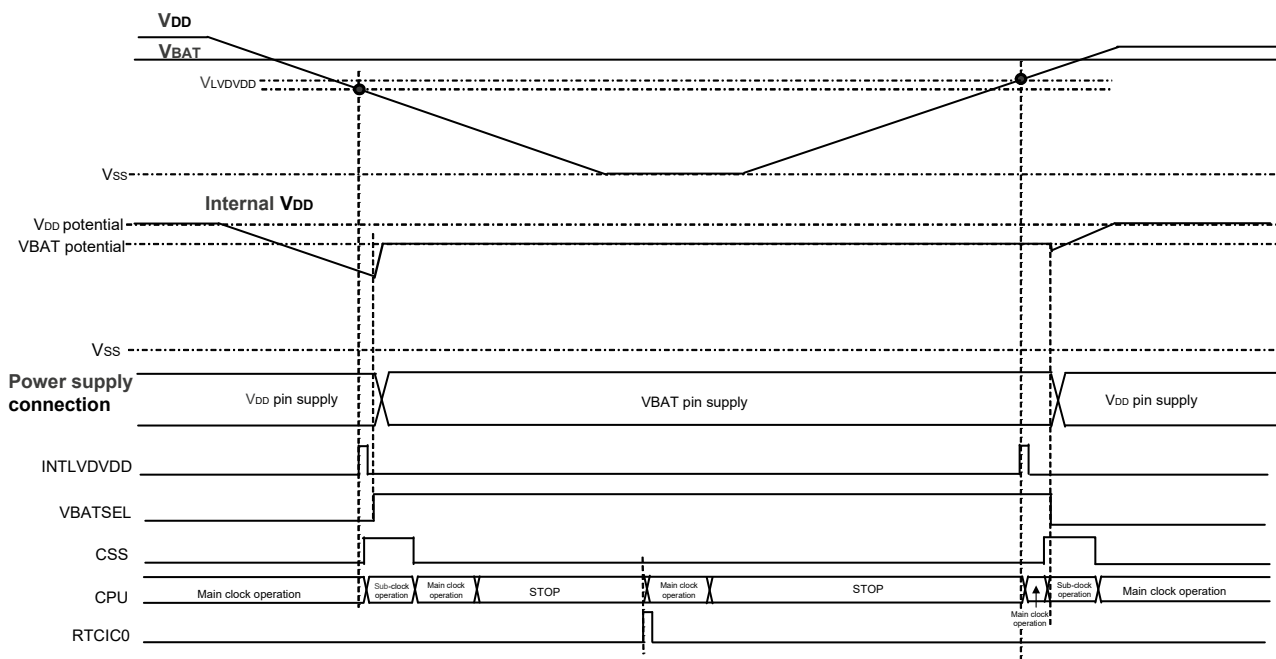 VDD
VBAT
VLVDVDD
VSS
Internal VDD
VDD potential
VBAT potential
VSS
Power supply
connection
VDD pin supply
VBAT pin supply
VDD pin supply
INTLVDVDD
VBATSEL
CSS
CPU
Main clock operation
Sub-clock
operation
Main clock
operation
STOP
Main clock
operation
STOP
Main clock
operation
Sub-clock
operation
Main clock operation
RTCIC0